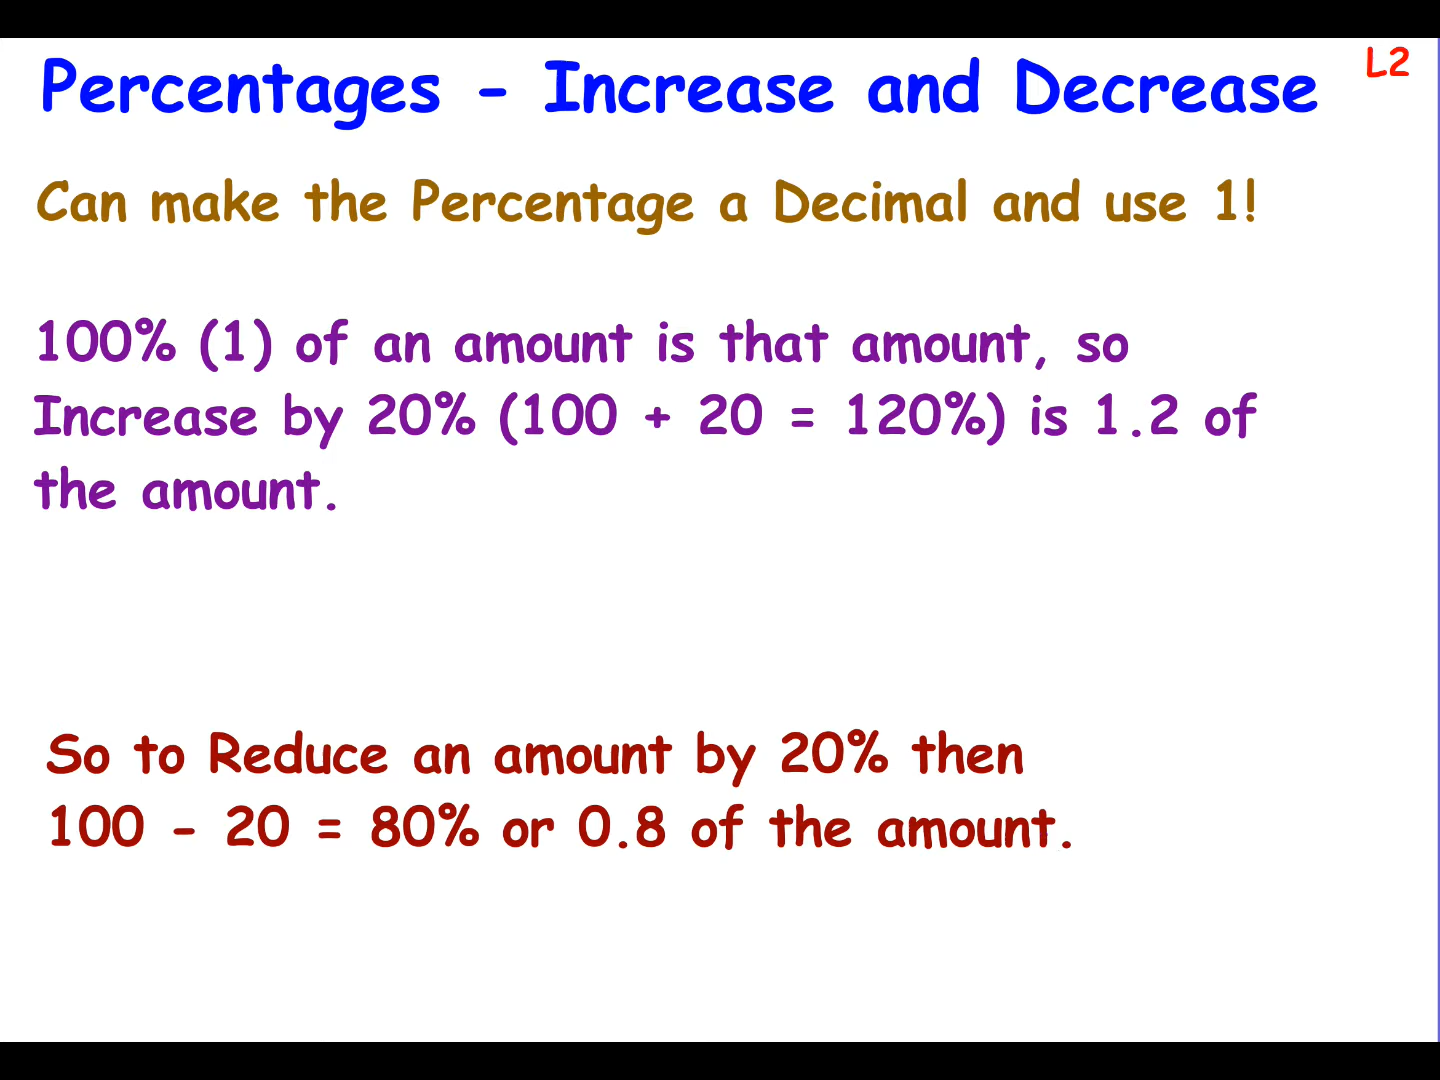 Percentages - Increase and Decrease L2
Can make the Percentage a Decimal and use 1!
100% (1) of an amount is that amount, so
Increase by 20% (100 + 20 = 120%) is 1.2 of
the amount.
So to Reduce an amount by 20% then
100 - 20 = 80% or 0.8 of the amount.